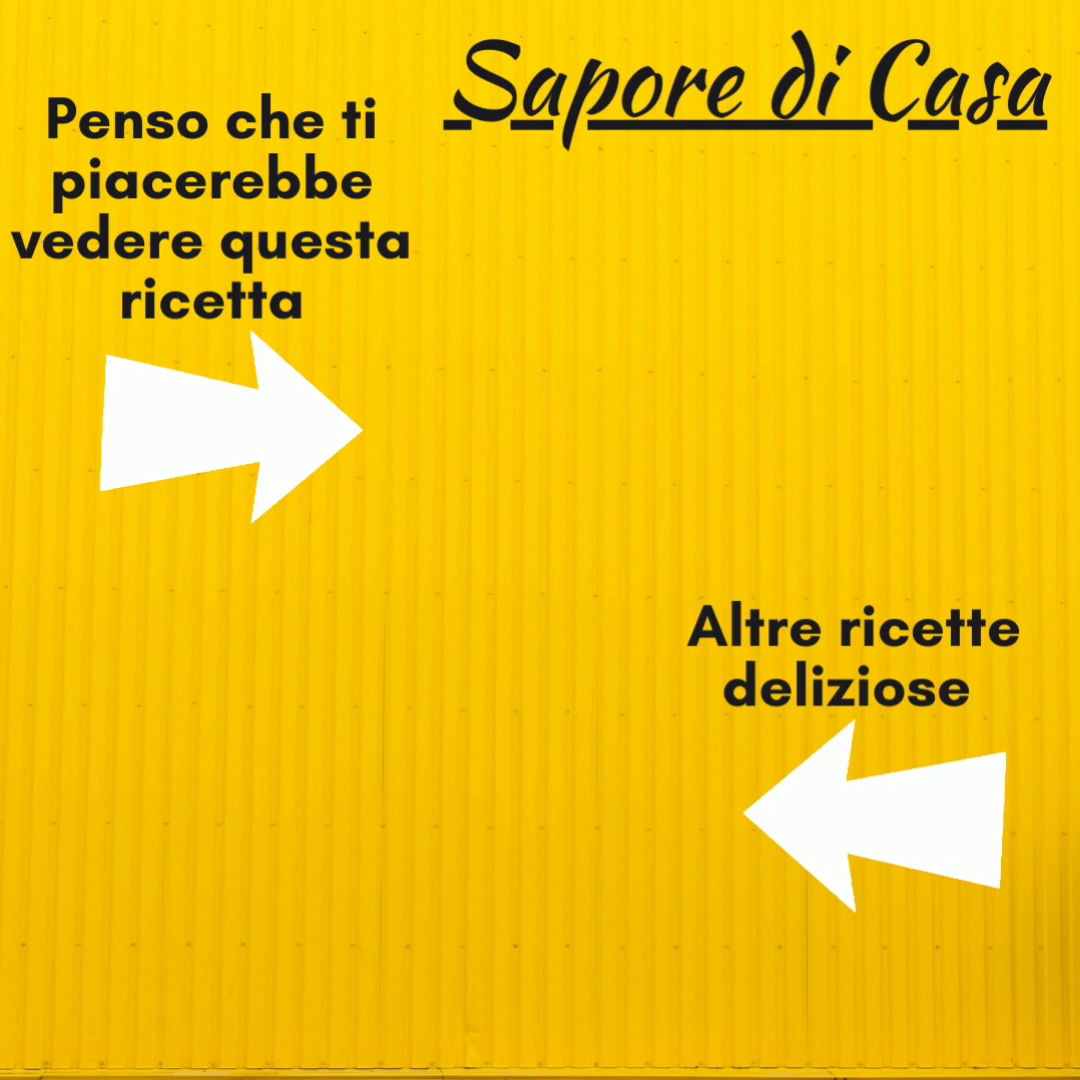 Sapore di Casa
Penso che ti
piacerebbe
vedere questa
ricetta
Altre ricette
deliziose